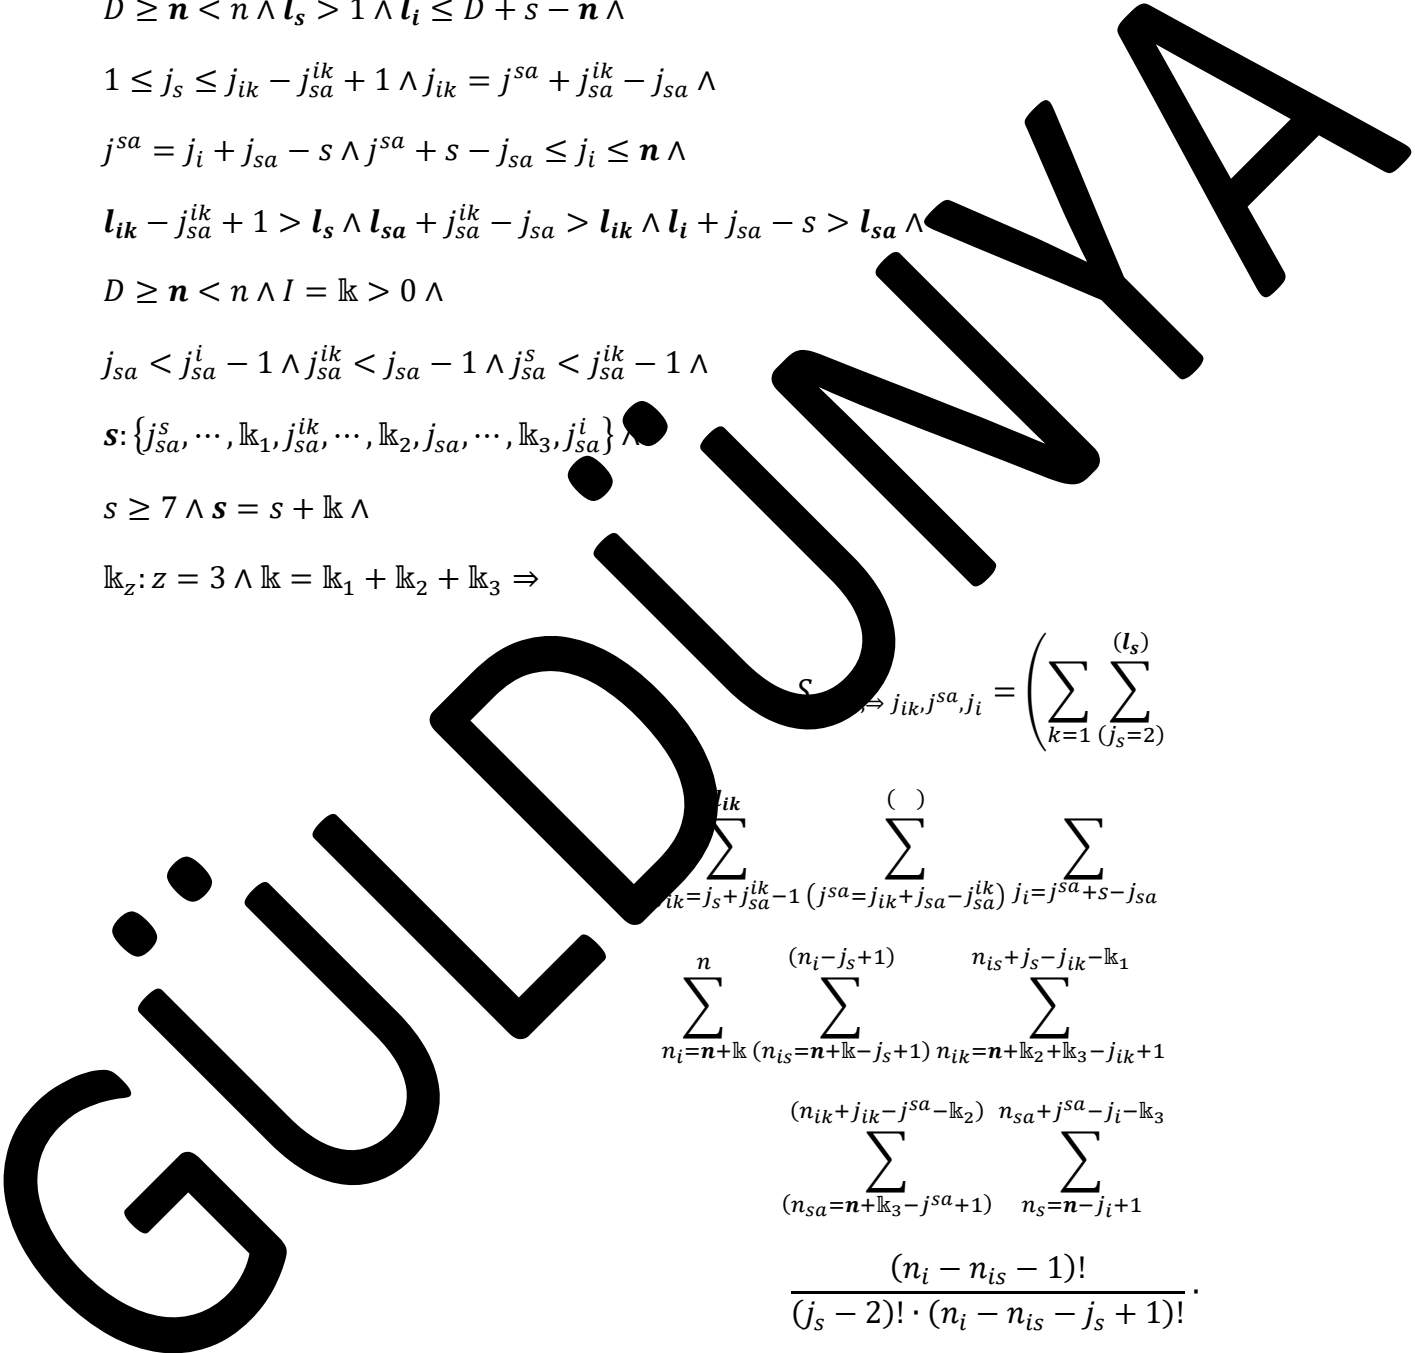 D ≥ n < n ∧ l_s > 1 ∧ l_i ≤ D + s − n ∧
1 ≤ j_s ≤ j_{ik} − j_{sa}^{ik} + 1 ∧ j_{ik} = j^{sa} + j_{sa}^{ik} − j_{sa} ∧
j^{sa} = j_i + j_{sa} − s ∧ j^{sa} + s − j_{sa} ≤ j_i ≤ n ∧
l_{ik} − j_{sa}^{ik} + 1 > l_s ∧ l_{sa} + j_{sa}^{ik} − j_{sa} > l_{ik} ∧ l_i + j_{sa} − s > l_{sa} ∧
D ≥ n < n ∧ I = 𝕜 > 0 ∧
j_{sa} < j_{sa}^i − 1 ∧ j_{sa}^{ik} < j_{sa} − 1 ∧ j_{sa}^s < j_{sa}^{ik} − 1 ∧
s: {j_{sa}^s, ⋯, 𝕜_1, j_{sa}^{ik}, ⋯, 𝕜_2, j_{sa}, ⋯, 𝕜_3, j_{sa}^i} ∧
s ≥ 7 ∧ s = s + 𝕜 ∧
𝕜_z: z = 3 ∧ 𝕜 = 𝕜_1 + 𝕜_2 + 𝕜_3 ⇒
⇒ j_{ik}, j^{sa}, j_i = ( ∑_{k=1} ∑_{(j_s=2)}^{(l_s)}
∑_{j_{ik}=j_s+j_{sa}^{ik}−1}^{l_{ik}} ∑_{(j^{sa}=j_{ik}+j_{sa}−j_{sa}^{ik})}^{( )} ∑_{j_i=j^{sa}+s−j_{sa}}
∑_{n_i=n+𝕜}^{n} ∑_{(n_{is}=n+𝕜−j_s+1)}^{(n_i−j_s+1)} ∑_{n_{ik}=n+𝕜_2+𝕜_3−j_{ik}+1}^{n_{is}+j_s−j_{ik}−𝕜_1}
∑_{(n_{sa}=n+𝕜_3−j^{sa}+1)}^{(n_{ik}+j_{ik}−j^{sa}−𝕜_2)} ∑_{n_s=n−j_i+1}^{n_{sa}+j^{sa}−j_i−𝕜_3}
(n_i − n_{is} − 1)!
(j_s − 2)! · (n_i − n_{is} − j_s + 1)! ·
GÜLDÜNYA